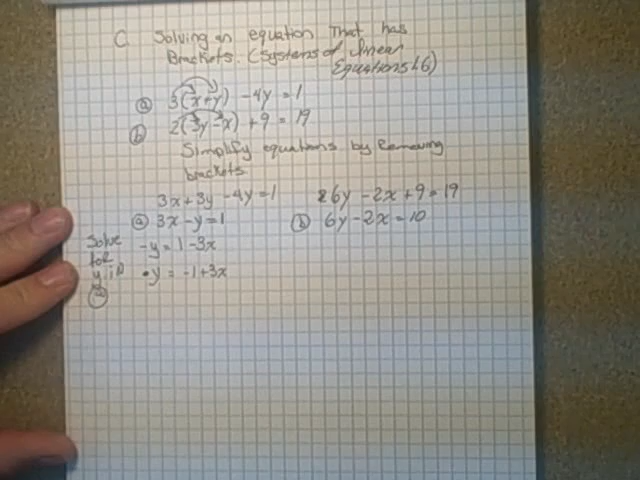 C. Solving an equation That has
Brackets. (Systems of linear
Equations L6)
ⓐ 3(x+y) -4y = 1
ⓑ 2(3y-x) +9 = 19
Simplify equations by Removing
brackets.
3x+3y -4y=1 6y -2x+9=19
ⓐ 3x-y=1 ⓑ 6y-2x=10
Solve -y=1-3x
for
y in y = -1+3x
ⓐ